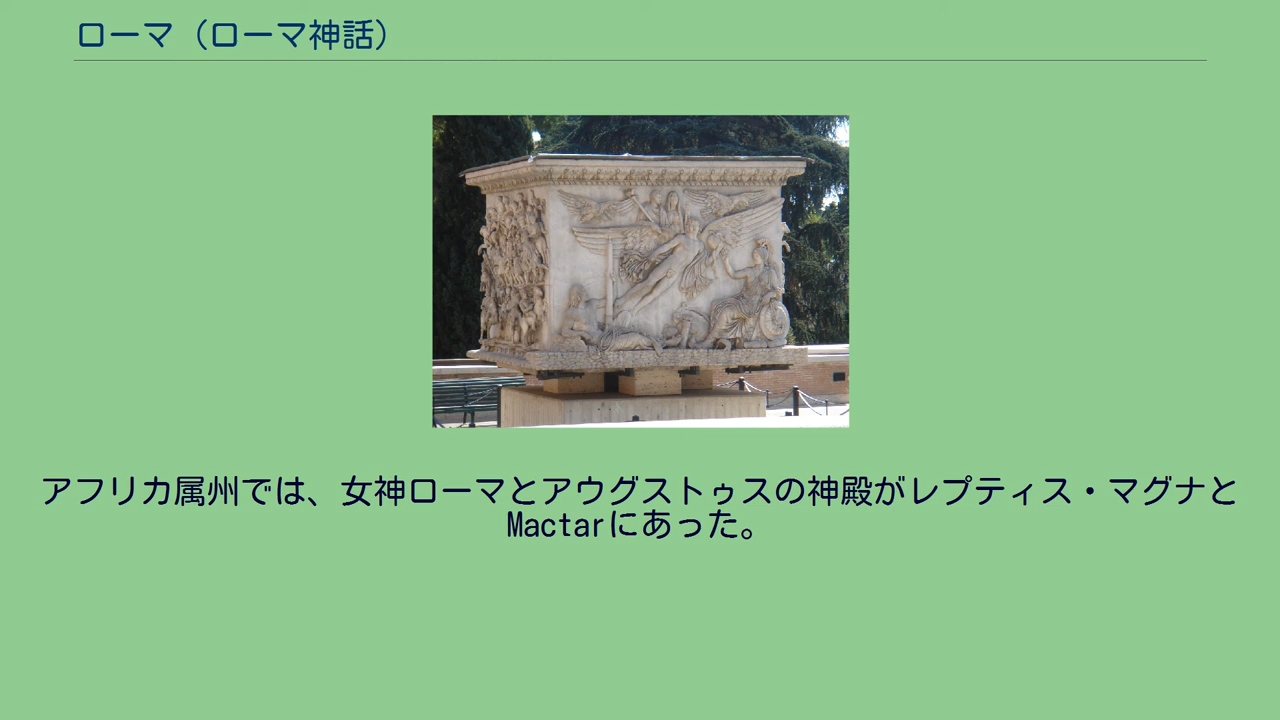 ローマ（ローマ神話）
アフリカ属州では、女神ローマとアウグストゥスの神殿がレプティス・マグナと
Mactarにあった。